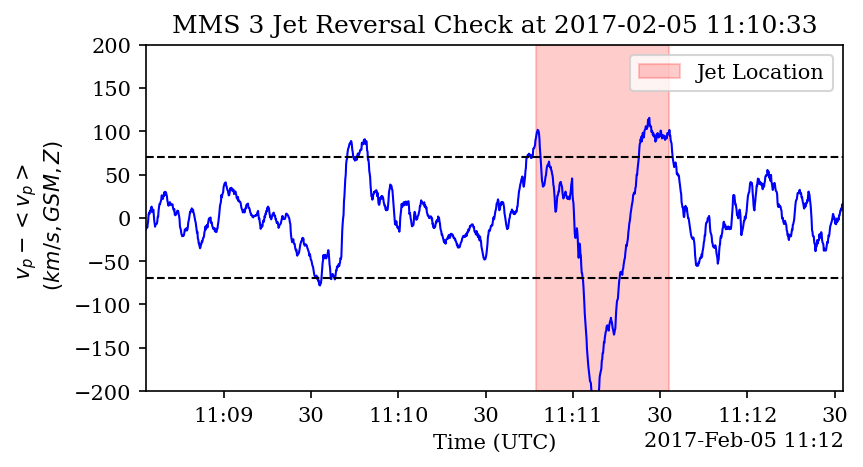 MMS 3 Jet Reversal Check at 2017-02-05 11:10:33
Jet Location
200
150
100
50
0
−50
−100
−150
−200
v_p − < v_p >
(km/s, GSM, Z)
11:09 30 11:10 30 11:11 30 11:12 30
Time (UTC)
2017-Feb-05 11:12